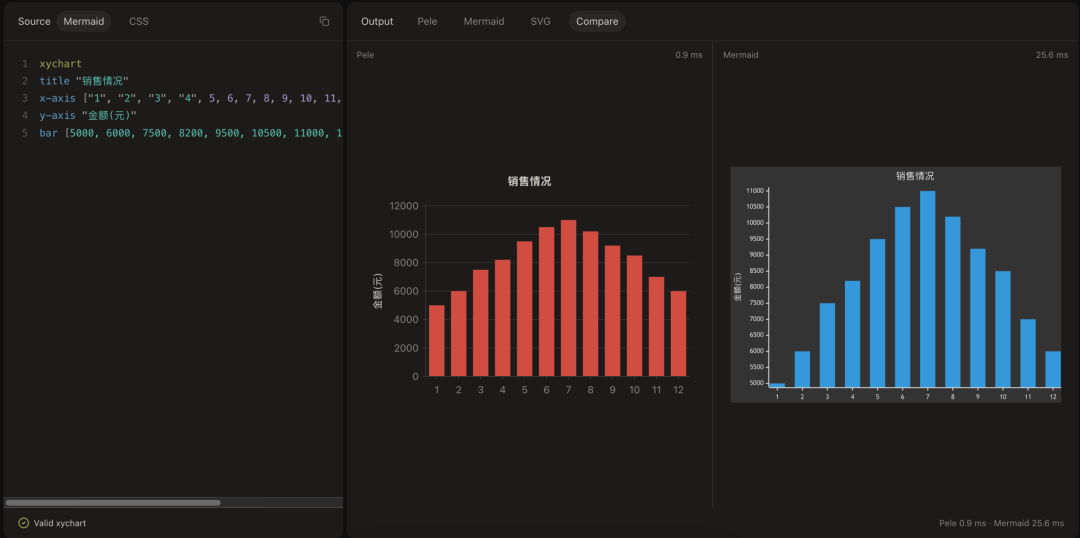 Source Mermaid CSS
Output Pele Mermaid SVG Compare
1 xychart
2 title "销售情况"
3 x-axis ["1", "2", "3", "4", 5, 6, 7, 8, 9, 10, 11,
4 y-axis "金额(元)"
5 bar [5000, 6000, 7500, 8200, 9500, 10500, 11000, 1
Valid xychart
Pele 0.9 ms
销售情况
12000
10000
8000
6000
4000
2000
0
金额(元)
1 2 3 4 5 6 7 8 9 10 11 12
Mermaid 25.6 ms
销售情况
11000
10500
10000
9500
9000
8500
8000
7500
7000
6500
6000
5500
5000
金额(元)
1 2 3 4 5 6 7 8 9 10 11 12
Pele 0.9 ms · Mermaid 25.6 ms